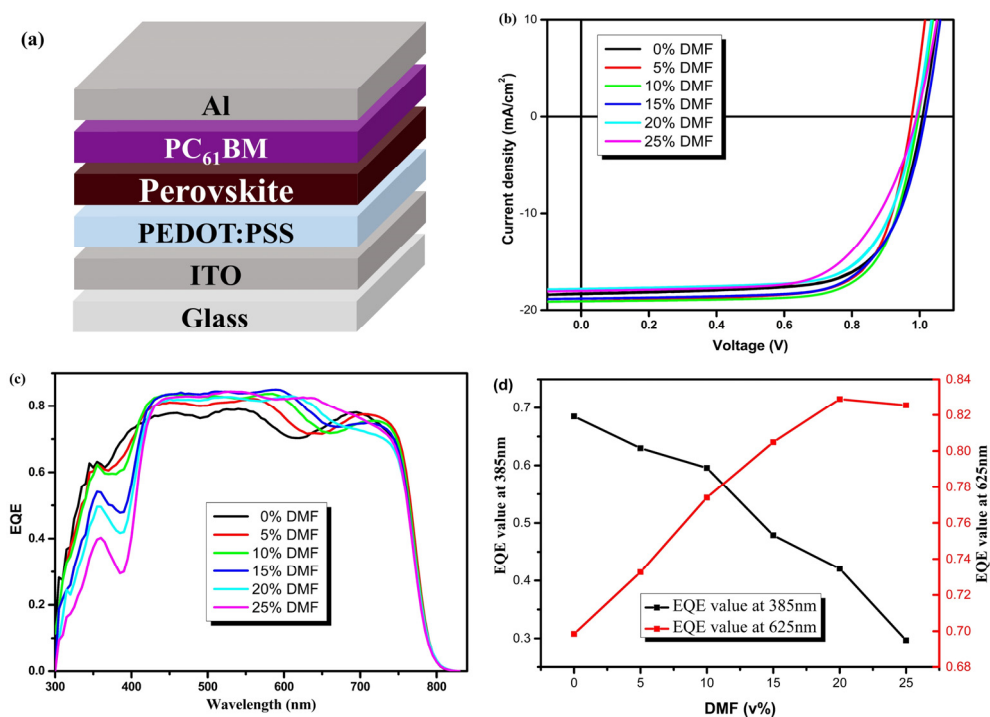 (a)
Al
PC61BM
Perovskite
PEDOT:PSS
ITO
Glass
(b)
10
0
-10
-20
Current density (mA/cm²)
0.0 0.2 0.4 0.6 0.8 1.0
Voltage (V)
0% DMF
5% DMF
10% DMF
15% DMF
20% DMF
25% DMF
(c)
0.8
0.6
0.4
0.2
0.0
EQE
300 400 500 600 700 800
Wavelength (nm)
0% DMF
5% DMF
10% DMF
15% DMF
20% DMF
25% DMF
(d)
0.7
0.6
0.5
0.4
0.3
EQE value at 385nm
EQE value at 385nm
EQE value at 625nm
0 5 10 15 20 25
DMF (v%)
0.84
0.82
0.80
0.78
0.76
0.74
0.72
0.70
0.68
EQE value at 625nm